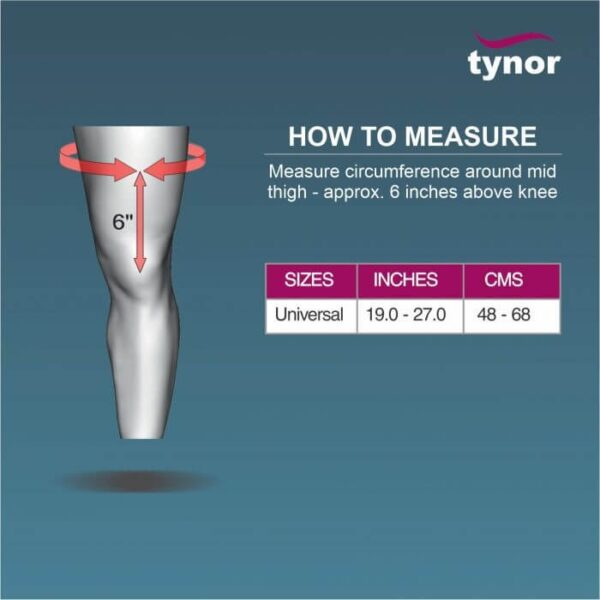 tynor
HOW TO MEASURE
Measure circumference around mid
thigh - approx. 6 inches above knee
6"
SIZES INCHES CMS
Universal 19.0 - 27.0 48 - 68